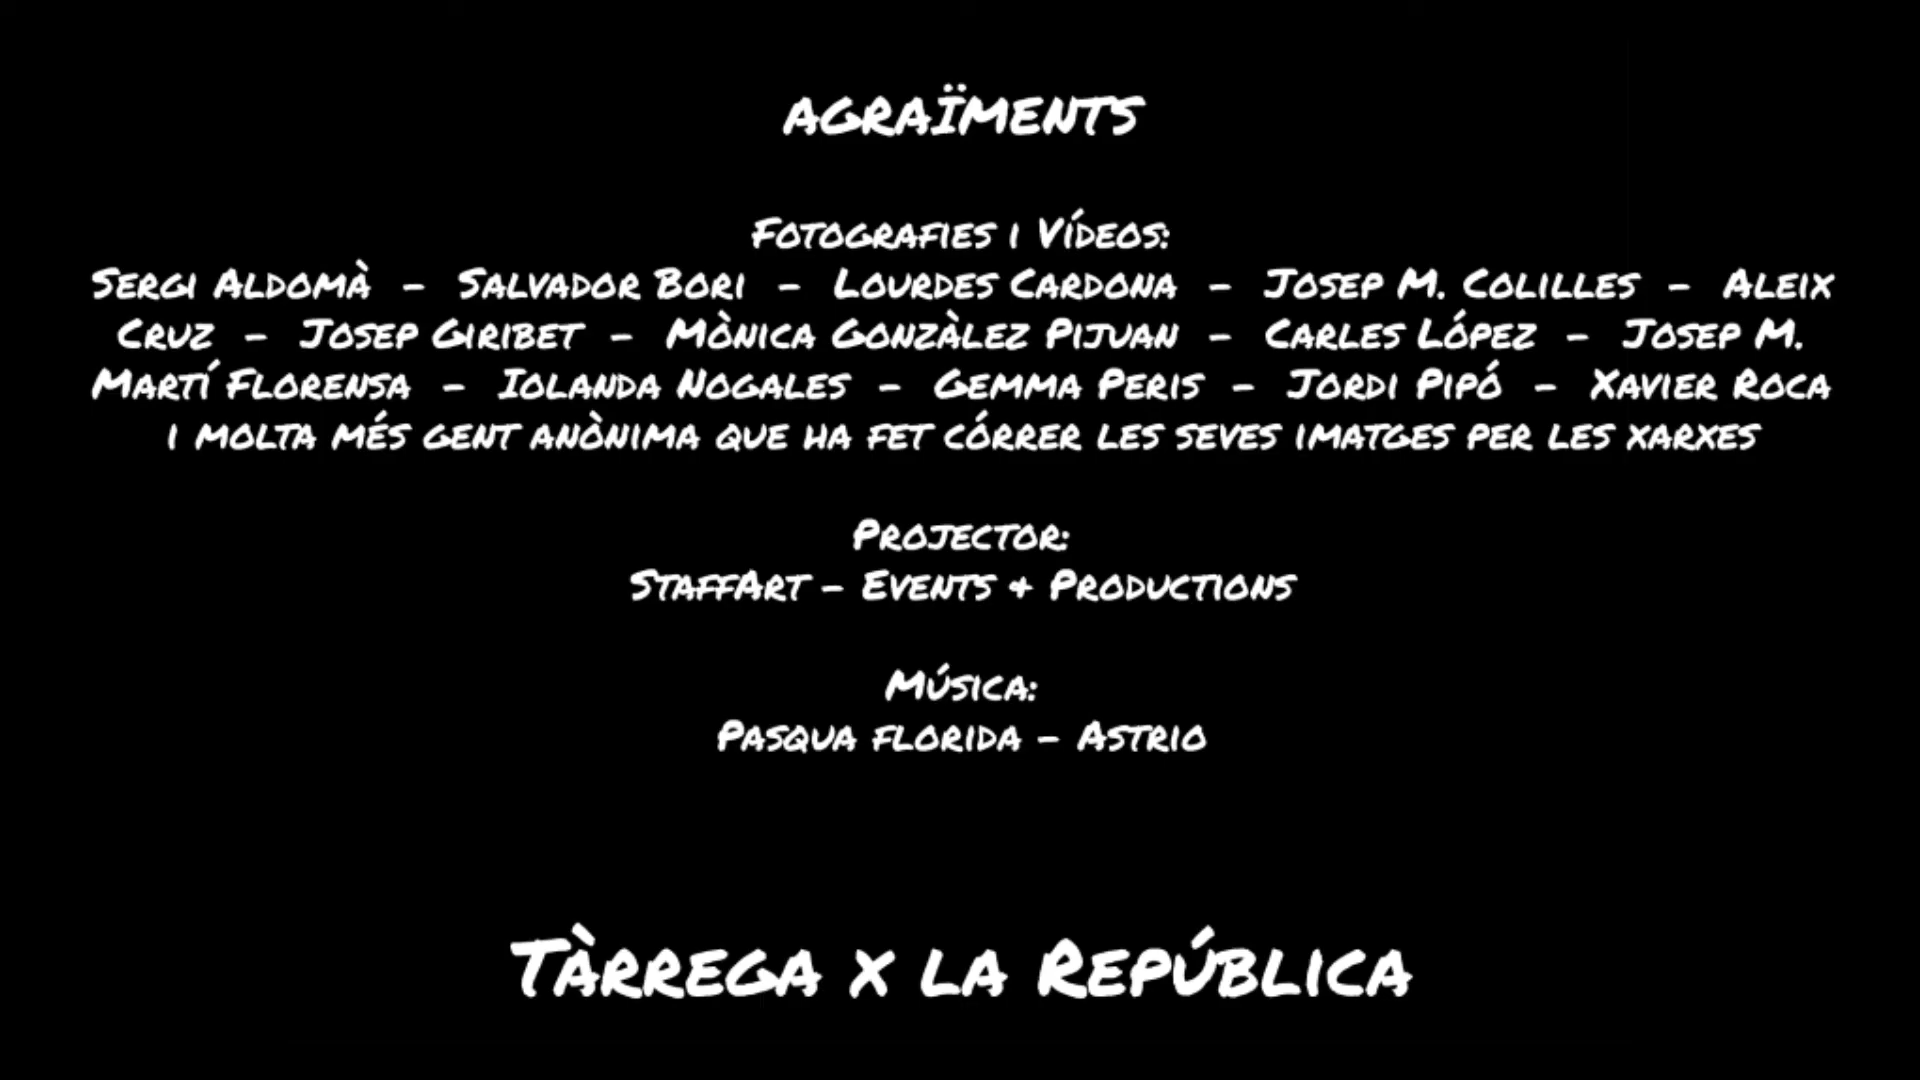 AGRAÏMENTS
FOTOGRAFIES I VÍDEOS:
SERGI ALDOMÀ - SALVADOR BORI - LOURDES CARDONA - JOSEP M. COLILLES - ALEIX
CRUZ - JOSEP GIRIBET - MÒNICA GONZÀLEZ PIJUAN - CARLES LÓPEZ - JOSEP M.
MARTÍ FLORENSA - IOLANDA NOGALES - GEMMA PERIS - JORDI PIPÓ - XAVIER ROCA
I MOLTA MÉS GENT ANÒNIMA QUE HA FET CÓRRER LES SEVES IMATGES PER LES XARXES
PROJECTOR:
STAFFART - EVENTS & PRODUCTIONS
MÚSICA:
PASQUA FLORIDA - ASTRIO
TÀRREGA X LA REPÚBLICA